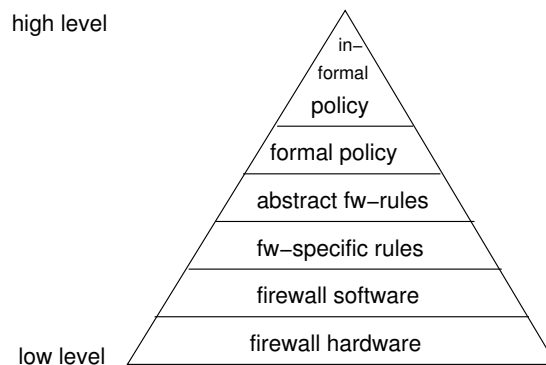 high level
in-
formal
policy
formal policy
abstract fw-rules
fw-specific rules
firewall software
firewall hardware
low level